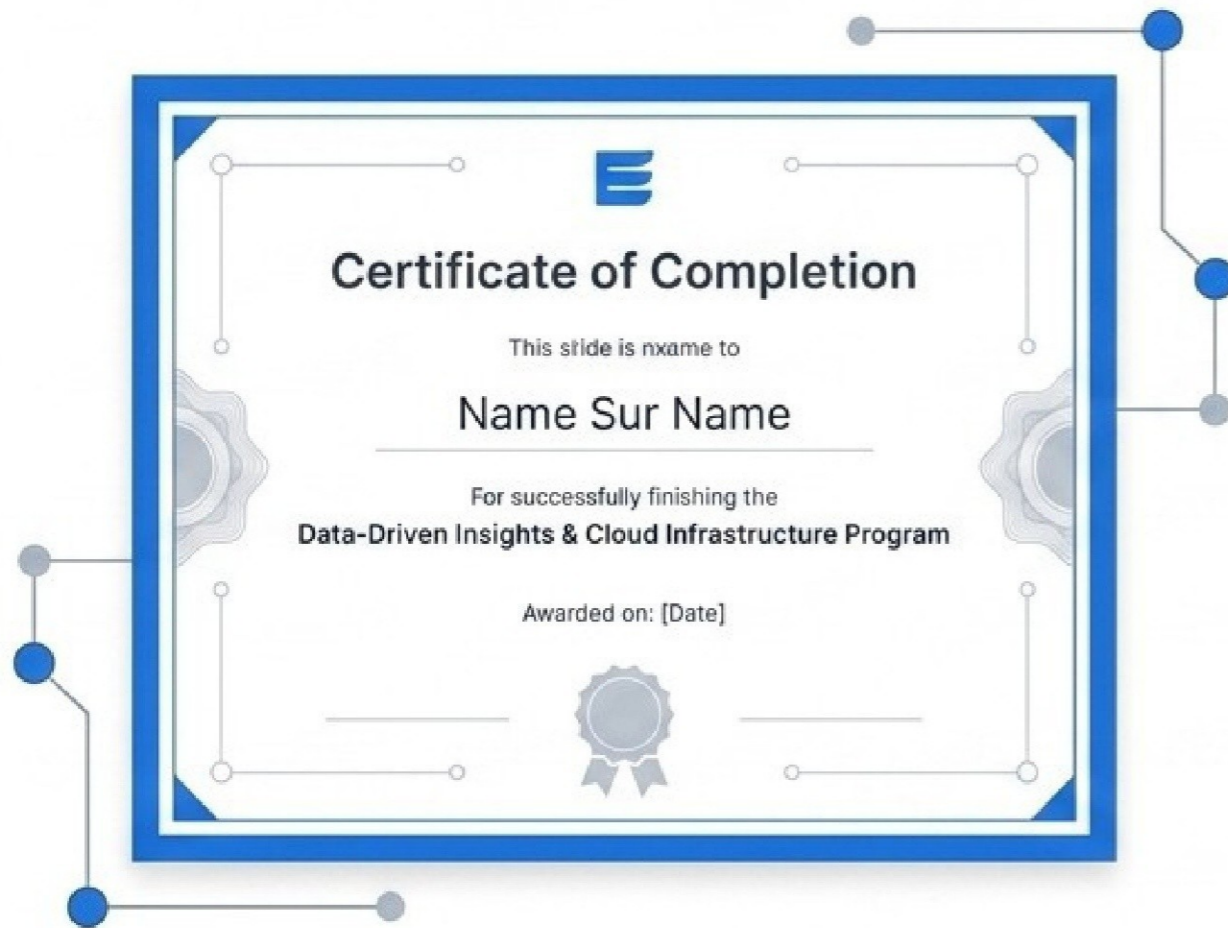 E
Certificate of Completion
This stide is nxame to
Name Sur Name
For successfully finishing the
Data-Driven Insights & Cloud Infrastructure Program
Awarded on: [Date]